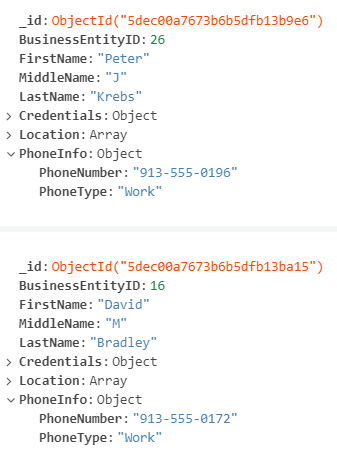 _id: ObjectId("5dec00a7673b6b5dfb13b9e6")
BusinessEntityID: 26
FirstName: "Peter"
MiddleName: "J"
LastName: "Krebs"
Credentials: Object
Location: Array
PhoneInfo: Object
PhoneNumber: "913-555-0196"
PhoneType: "Work"
_id: ObjectId("5dec00a7673b6b5dfb13ba15")
BusinessEntityID: 16
FirstName: "David"
MiddleName: "M"
LastName: "Bradley"
Credentials: Object
Location: Array
PhoneInfo: Object
PhoneNumber: "913-555-0172"
PhoneType: "Work"